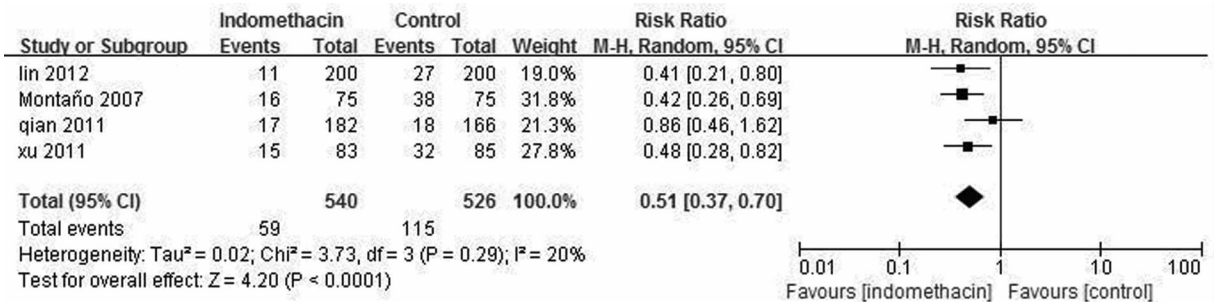 Indomethacin Control Risk Ratio Risk Ratio
Study or Subgroup Events Total Events Total Weight M-H, Random, 95% CI M-H, Random, 95% CI
lin 2012 11 200 27 200 19.0% 0.41 [0.21, 0.80]
Montaño 2007 16 75 38 75 31.8% 0.42 [0.26, 0.69]
qian 2011 17 182 18 166 21.3% 0.86 [0.46, 1.62]
xu 2011 15 83 32 85 27.8% 0.48 [0.28, 0.82]
Total (95% CI) 540 526 100.0% 0.51 [0.37, 0.70]
Total events 59 115
Heterogeneity: Tau² = 0.02; Chi² = 3.73, df = 3 (P = 0.29); I² = 20%
Test for overall effect: Z = 4.20 (P < 0.0001)
0.01 0.1 1 10 100
Favours [indomethacin] Favours [control]